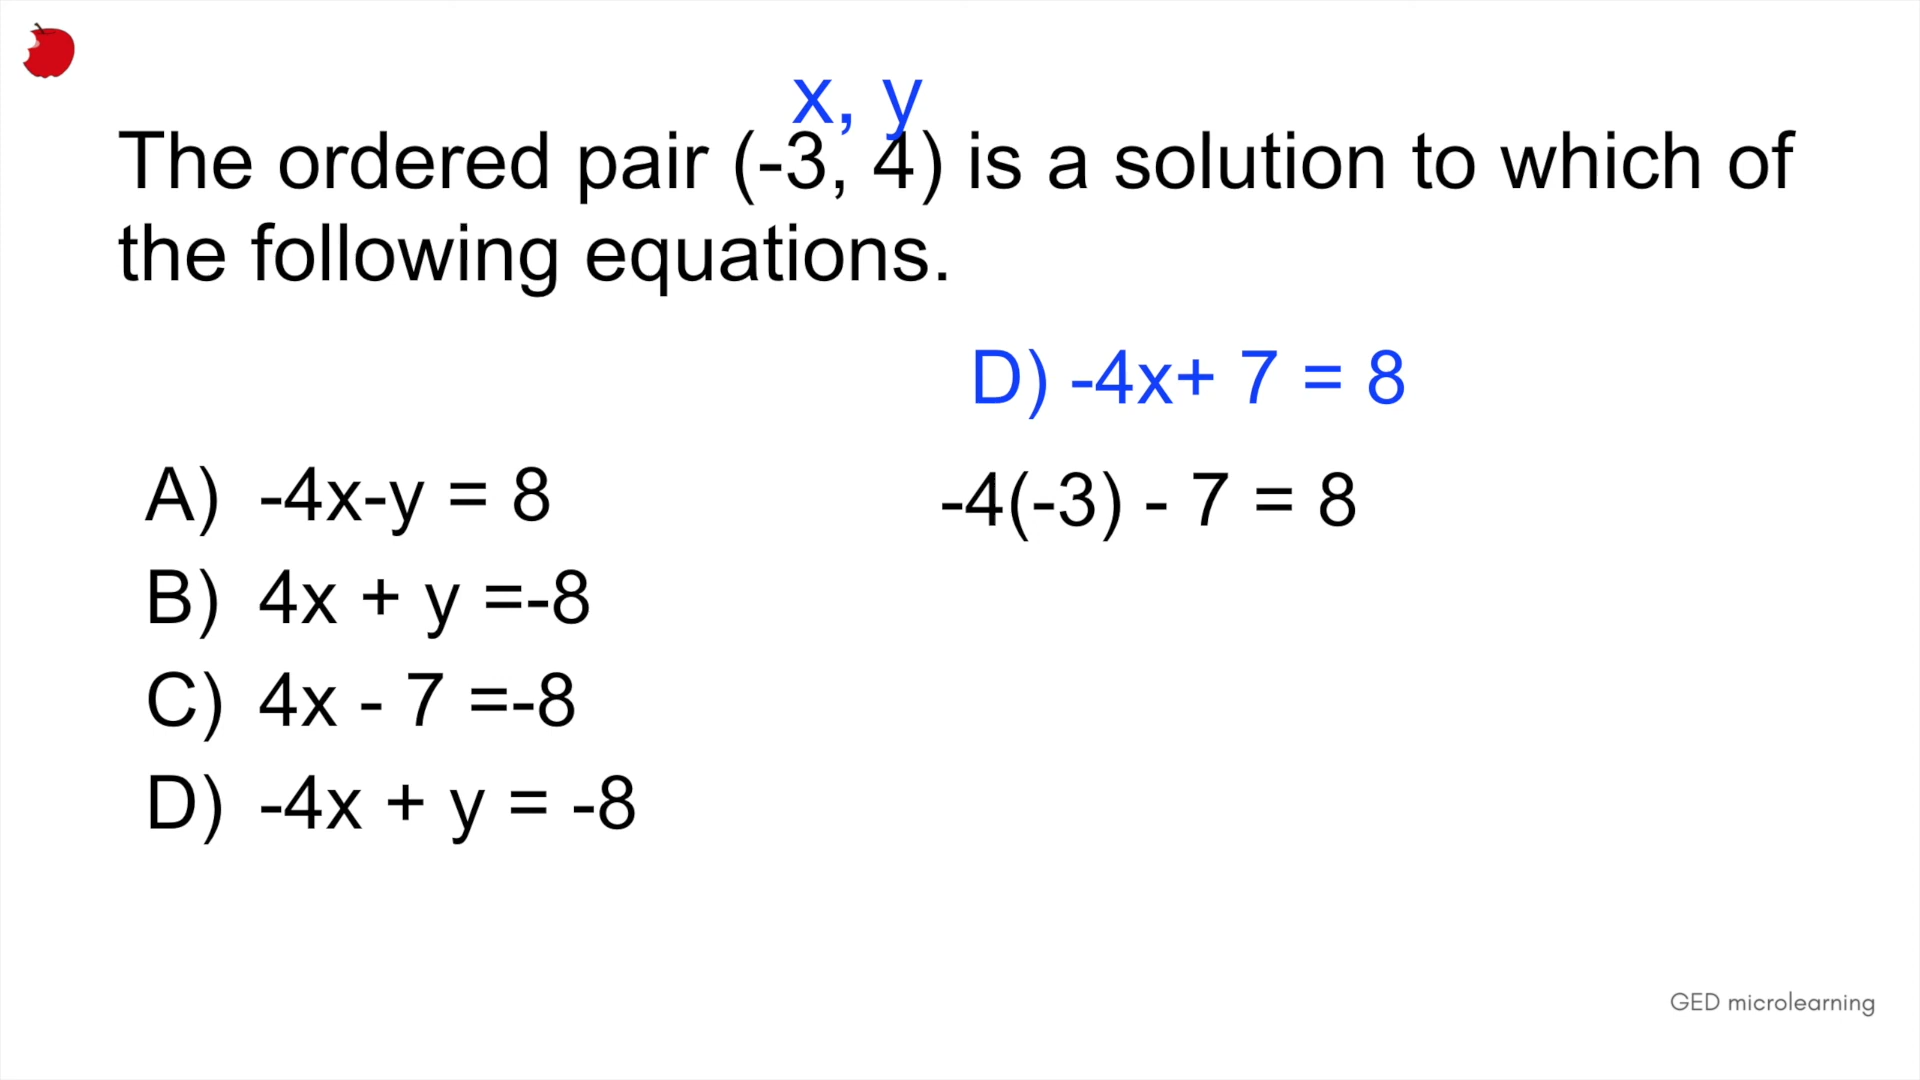 x, y
The ordered pair (-3, 4) is a solution to which of
the following equations.
D) -4x+ 7 = 8
A) -4x-y = 8
-4(-3) - 7 = 8
B) 4x + y =-8
C) 4x - 7 =-8
D) -4x + y = -8
GED microlearning